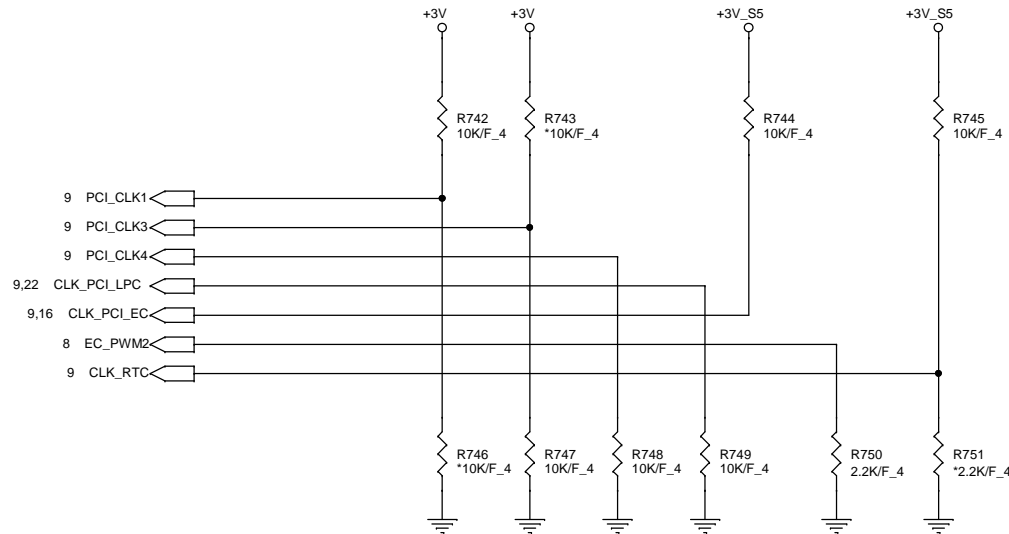 +3V +3V +3V_S5 +3V_S5
R742 R743 R744 R745
10K/F_4 *10K/F_4 10K/F_4 10K/F_4
9 PCI_CLK1
9 PCI_CLK3
9 PCI_CLK4
9,22 CLK_PCI_LPC
9,16 CLK_PCI_EC
8 EC_PWM2
9 CLK_RTC
R746 R747 R748 R749 R750 R751
*10K/F_4 10K/F_4 10K/F_4 10K/F_4 2.2K/F_4 *2.2K/F_4